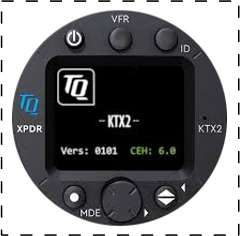 VFR
ID
TQ
TQ
- KTX2 -
XPDR
KTX2
Vers: 0101 CEH: 6.0
MDE